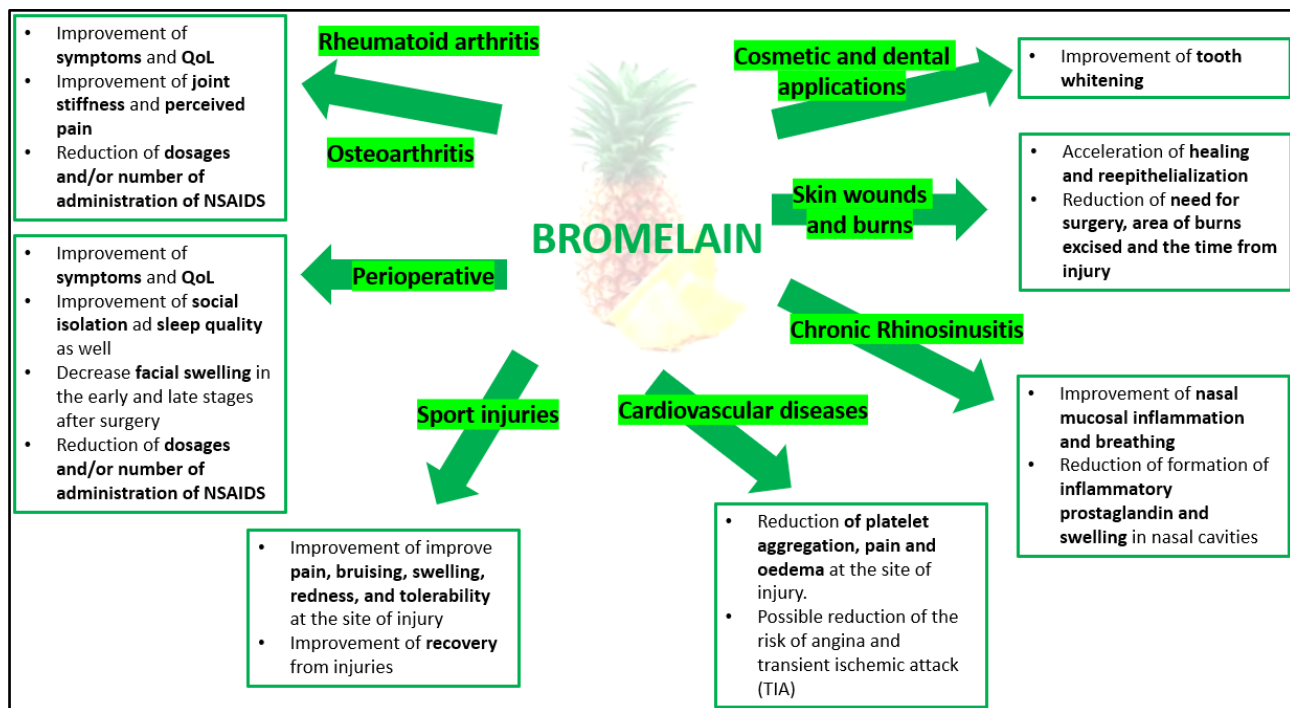 Rheumatoid arthritis
Osteoarthritis
• Improvement of
symptoms and QoL
• Improvement of joint
stiffness and perceived
pain
• Reduction of dosages
and/or number of
administration of NSAIDS
Perioperative
• Improvement of
symptoms and QoL
• Improvement of social
isolation ad sleep quality
as well
• Decrease facial swelling in
the early and late stages
after surgery
• Reduction of dosages
and/or number of
administration of NSAIDS
BROMELAIN
Sport injuries
• Improvement of improve
pain, bruising, swelling,
redness, and tolerability
at the site of injury
• Improvement of recovery
from injuries
Cardiovascular diseases
• Reduction of platelet
aggregation, pain and
oedema at the site of
injury.
• Possible reduction of the
risk of angina and
transient ischemic attack
(TIA)
Cosmetic and dental
applications
• Improvement of tooth
whitening
Skin wounds
and burns
• Acceleration of healing
and reepithelialization
• Reduction of need for
surgery, area of burns
excised and the time from
injury
Chronic Rhinosinusitis
• Improvement of nasal
mucosal inflammation
and breathing
• Reduction of formation of
inflammatory
prostaglandin and
swelling in nasal cavities